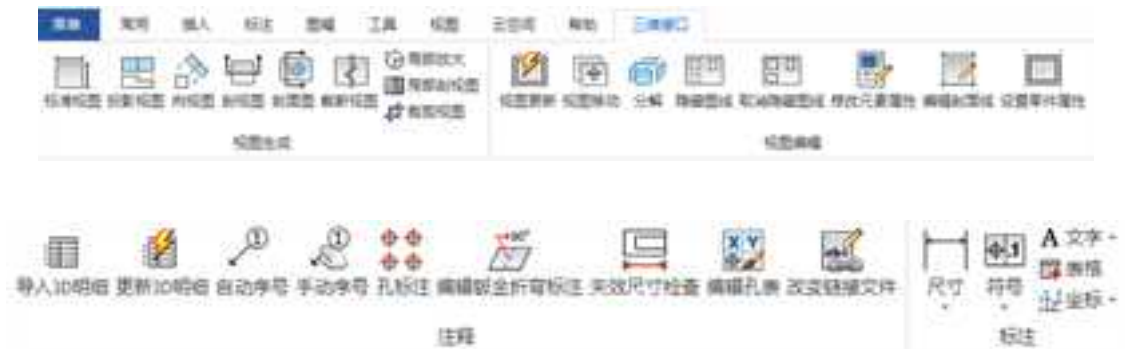 菜单 常用 插入 标注 图幅 工具 视图 云空间 帮助 三维接口
标准视图 投影视图 向视图 剖视图 剖面图 截断视图
局部放大
局部剖视图
裁剪视图
视图生成
视图更新 视图移动 分解 隐藏图线 取消隐藏图线 修改元素属性 编辑剖面线 设置零件属性
视图编辑
导入3D明细 更新3D明细 自动序号 手动序号 孔标注 编辑钣金折弯标注 失效尺寸检查 编辑孔表 改变链接文件
注释
尺寸 符号
A 文字
表格
坐标
标注